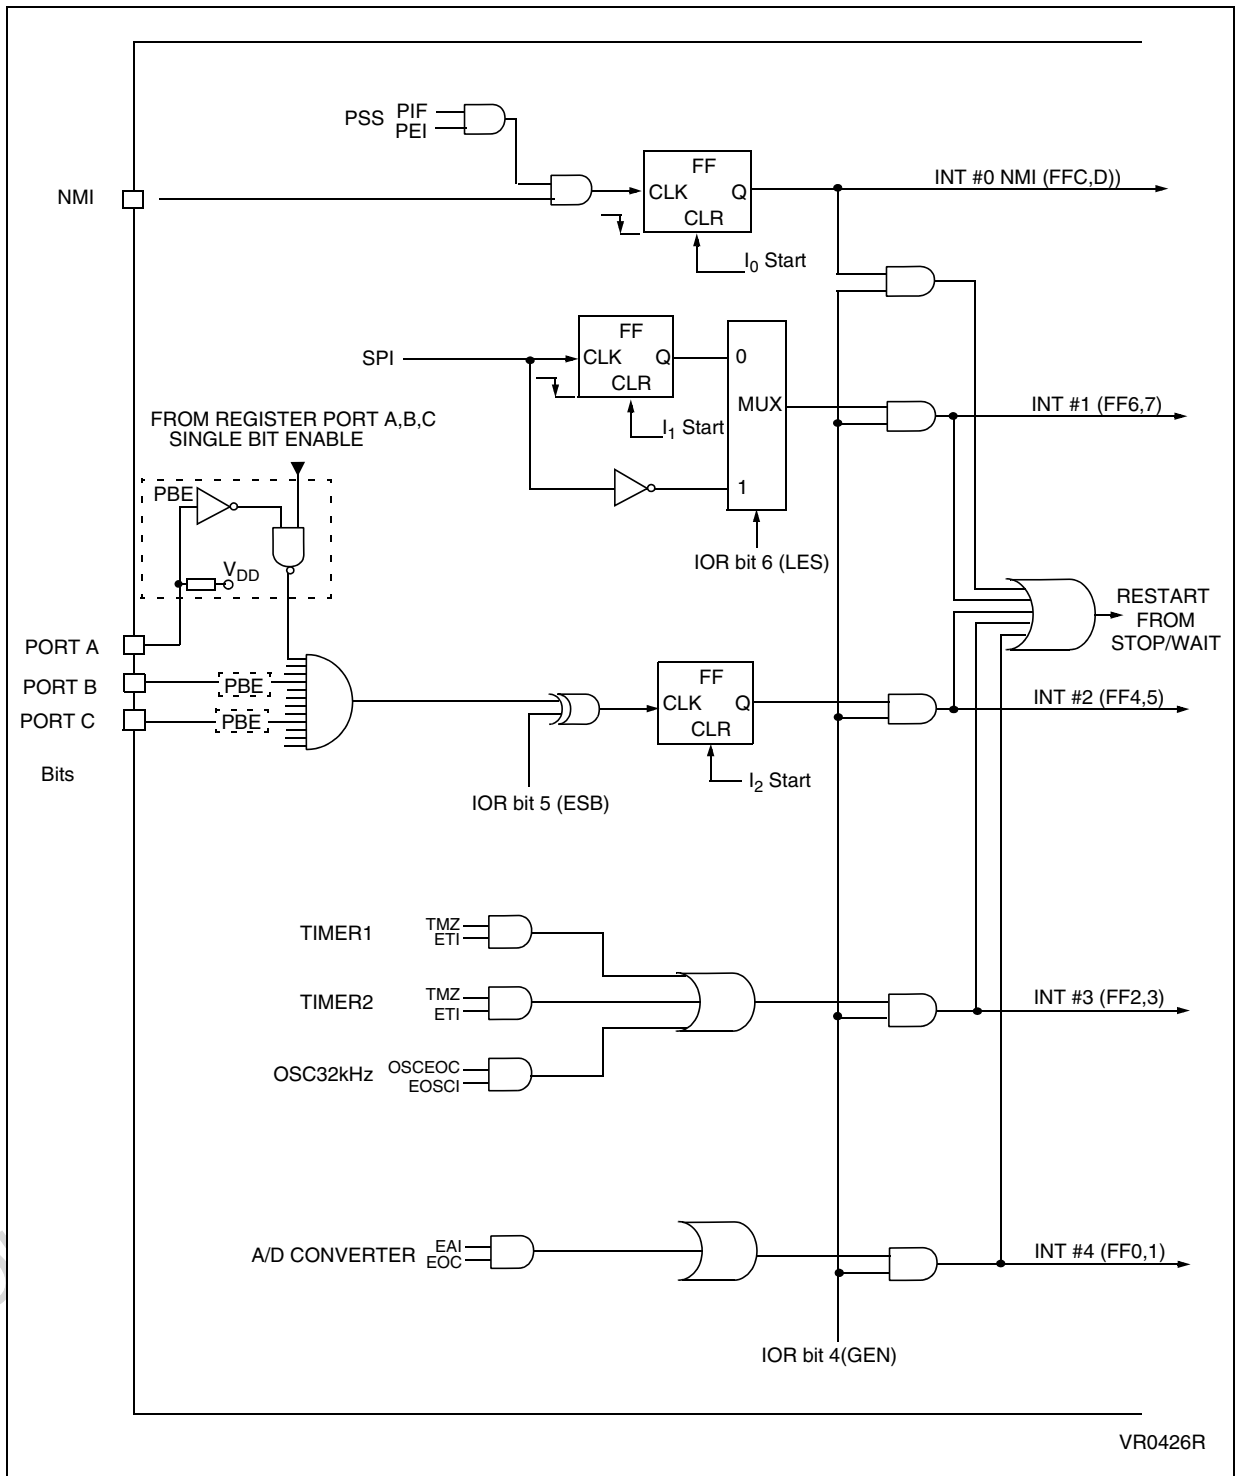 PSS PIF
PEI
NMI
FF
CLK Q
CLR
INT #0 NMI (FFC,D))
I0 Start
SPI
FF
CLK Q
CLR
I1 Start
0
MUX
1
INT #1 (FF6,7)
IOR bit 6 (LES)
FROM REGISTER PORT A,B,C
SINGLE BIT ENABLE
PBE
VDD
PORT A
PORT B
PBE
PORT C
PBE
Bits
RESTART
FROM
STOP/WAIT
FF
CLK Q
CLR
INT #2 (FF4,5)
I2 Start
IOR bit 5 (ESB)
TIMER1 TMZ
ETI
TIMER2 TMZ
ETI
INT #3 (FF2,3)
OSC32kHz OSCEOC
EOSCI
A/D CONVERTER EAI
EOC
INT #4 (FF0,1)
IOR bit 4(GEN)
VR0426R